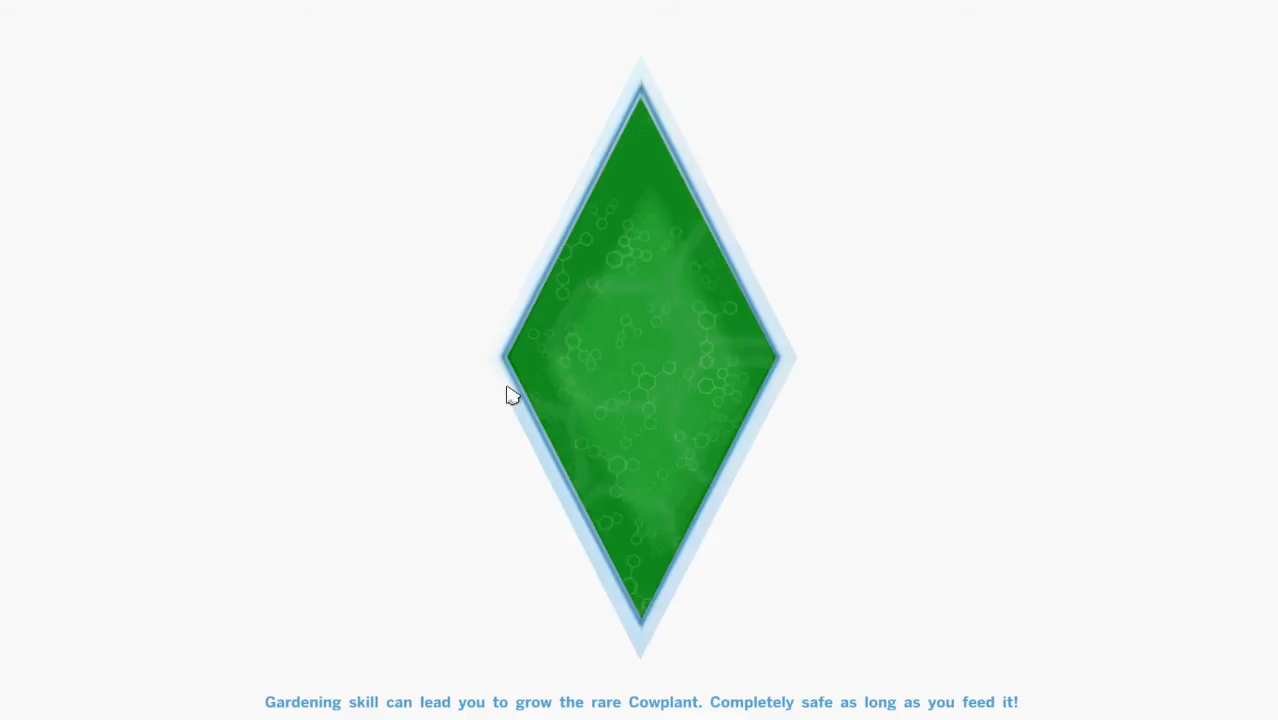 Gardening skill can lead you to grow the rare Cowplant. Completely safe as long as you feed it!